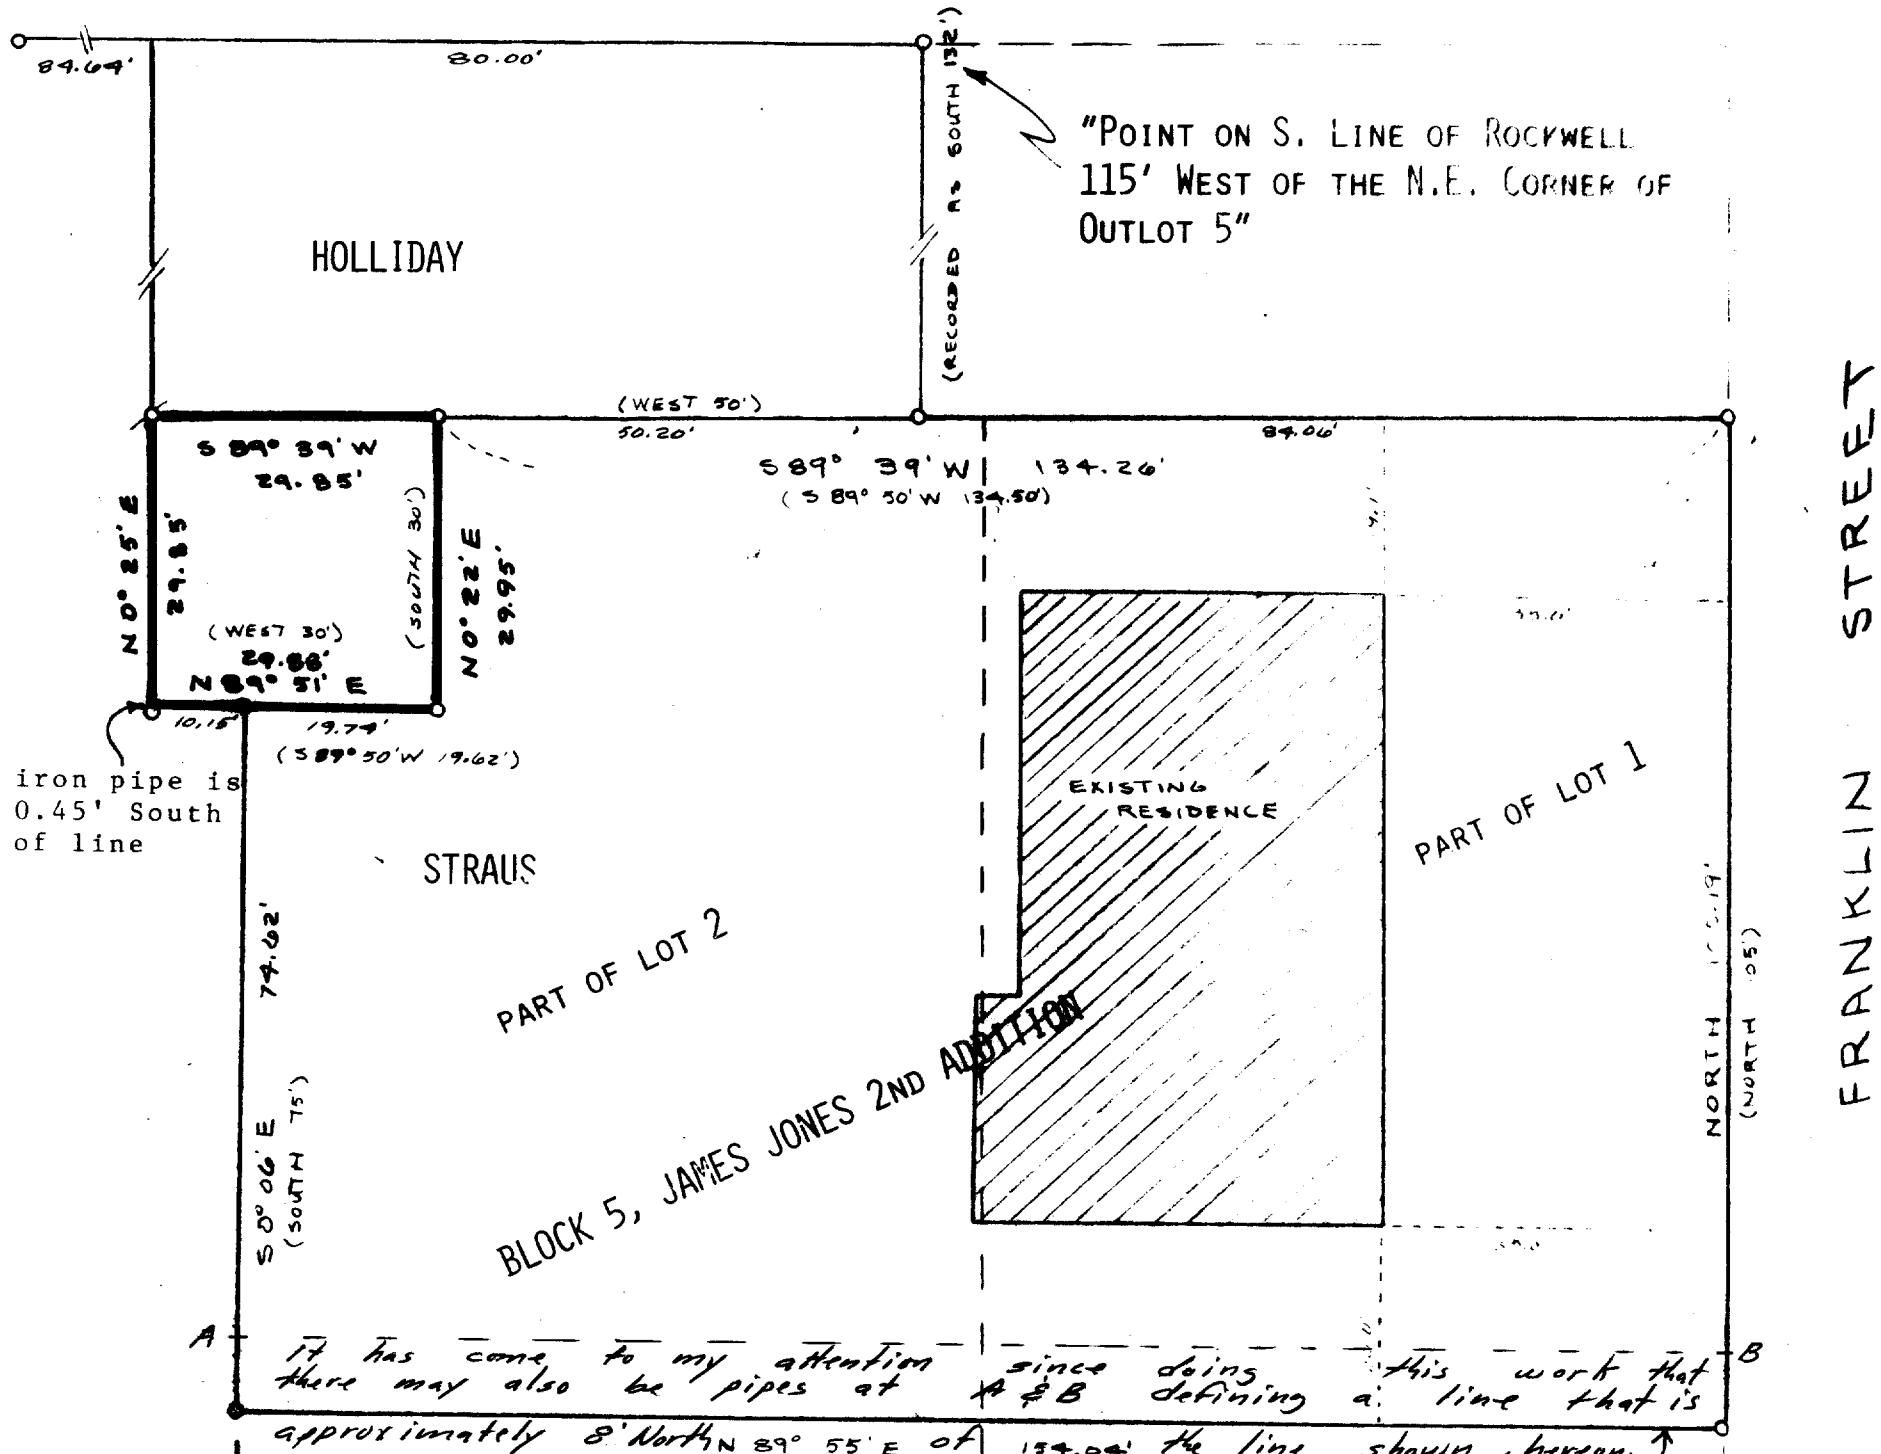 84.64'
80.00'
(RECORDED AS SOUTH 132')
"POINT ON S. LINE OF ROCKWELL
115' WEST OF THE N.E. CORNER OF
OUTLOT 5"
HOLLIDAY
(WEST 50')
50.20'
84.06'
S 89° 39' W 134.26'
(S 89° 50' W 134.50')
S 89° 39' W
29.85'
N 0° 25' E
29.85'
(SOUTH 30')
N 0° 22' E
29.95'
(WEST 30')
29.88'
N 89° 51' E
10.15'
19.74'
(S 89° 50' W 19.62')
iron pipe is
0.45' South
of line
STRAUS
EXISTING
RESIDENCE
PART OF LOT 1
PART OF LOT 2
BLOCK 5, JAMES JONES 2ND ADDITION
74.62'
S 0° 06' E
(SOUTH 75')
NORTH
(NORTH
FRANKLIN STREET
A
B
It has come to my attention since doing this work that
there may also be pipes at A & B defining a line that is
approximately 8' North of the line shown hereon.
N 89° 55' E